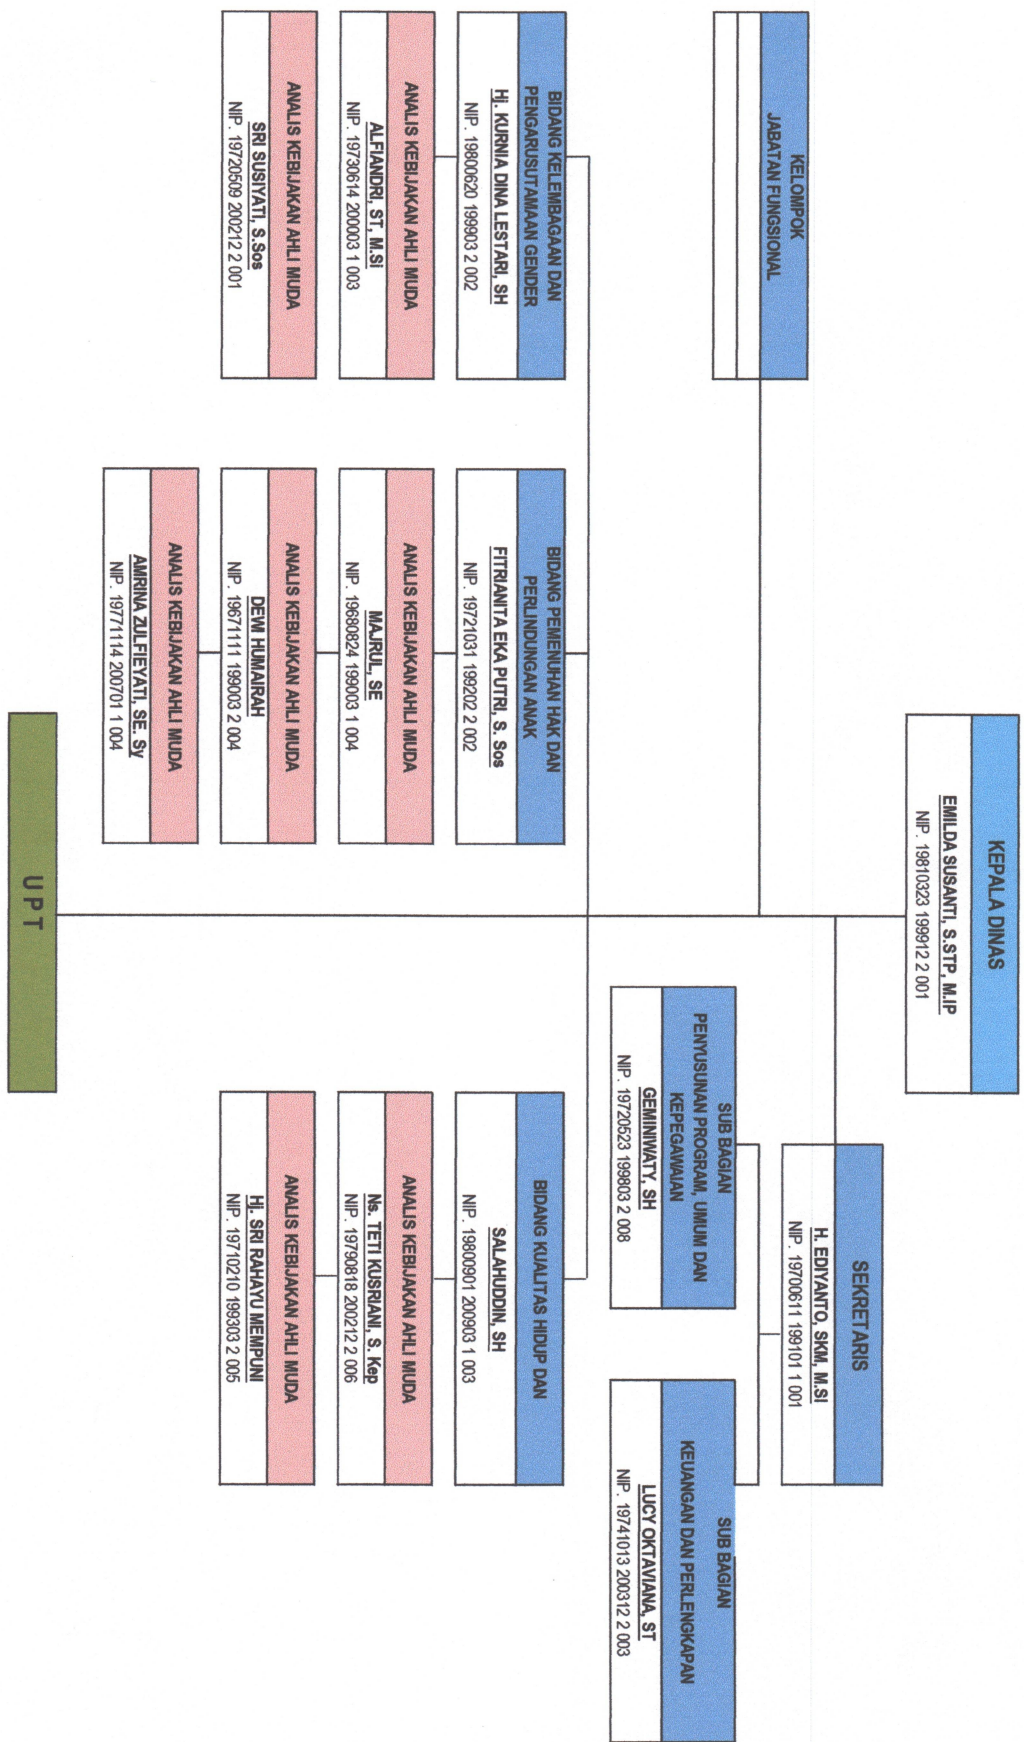 KEPALA DINAS
EMILDA SUSANTI, S.STP, M.IP
NIP. 19810323 199912 2 001
SEKRETARIS
H. EDIYANTO, SKM, M.SI
NIP. 19700611 199101 1 001
KELOMPOK
JABATAN FUNGSIONAL
SUB BAGIAN
PENYUSUNAN PROGRAM, UMUM DAN
KEPEGAWAIAN
GEMINIWATY, SH
NIP. 19720523 199803 2 008
SUB BAGIAN
KEUANGAN DAN PERLENGKAPAN
LUCY OKTAVIANA, ST
NIP. 19741013 200312 2 003
BIDANG KELEMBAGAAN DAN
PENGARUSUTAMAAN GENDER
Hj. KURNIA DINA LESTARI, SH
NIP. 19800620 199903 2 002
ANALIS KEBIJAKAN AHLI MUDA
ALFIANDRI, ST, M.Si
NIP. 19730614 200003 1 003
ANALIS KEBIJAKAN AHLI MUDA
SRI SUSIYATI, S.Sos
NIP. 19720509 200212 2 001
BIDANG PEMENUHAN HAK DAN
PERLINDUNGAN ANAK
FITRIANITA EKA PUTRI, S. Sos
NIP. 19721031 199202 2 002
ANALIS KEBIJAKAN AHLI MUDA
MAJRUL, SE
NIP. 19680824 199003 1 004
ANALIS KEBIJAKAN AHLI MUDA
DEWI HUMAIRAH
NIP. 19671111 199003 2 004
ANALIS KEBIJAKAN AHLI MUDA
AMRINA ZULFIEYATI, SE. Sy
NIP. 19771114 200701 1 004
BIDANG KUALITAS HIDUP DAN
SALAHUDDIN, SH
NIP. 19800901 200903 1 003
ANALIS KEBIJAKAN AHLI MUDA
Ns. TETI KUSRIANI, S. Kep
NIP. 19790818 200212 2 006
ANALIS KEBIJAKAN AHLI MUDA
Hj. SRI RAHAYU MEMPUNI
NIP. 19710210 199303 2 005
U P T